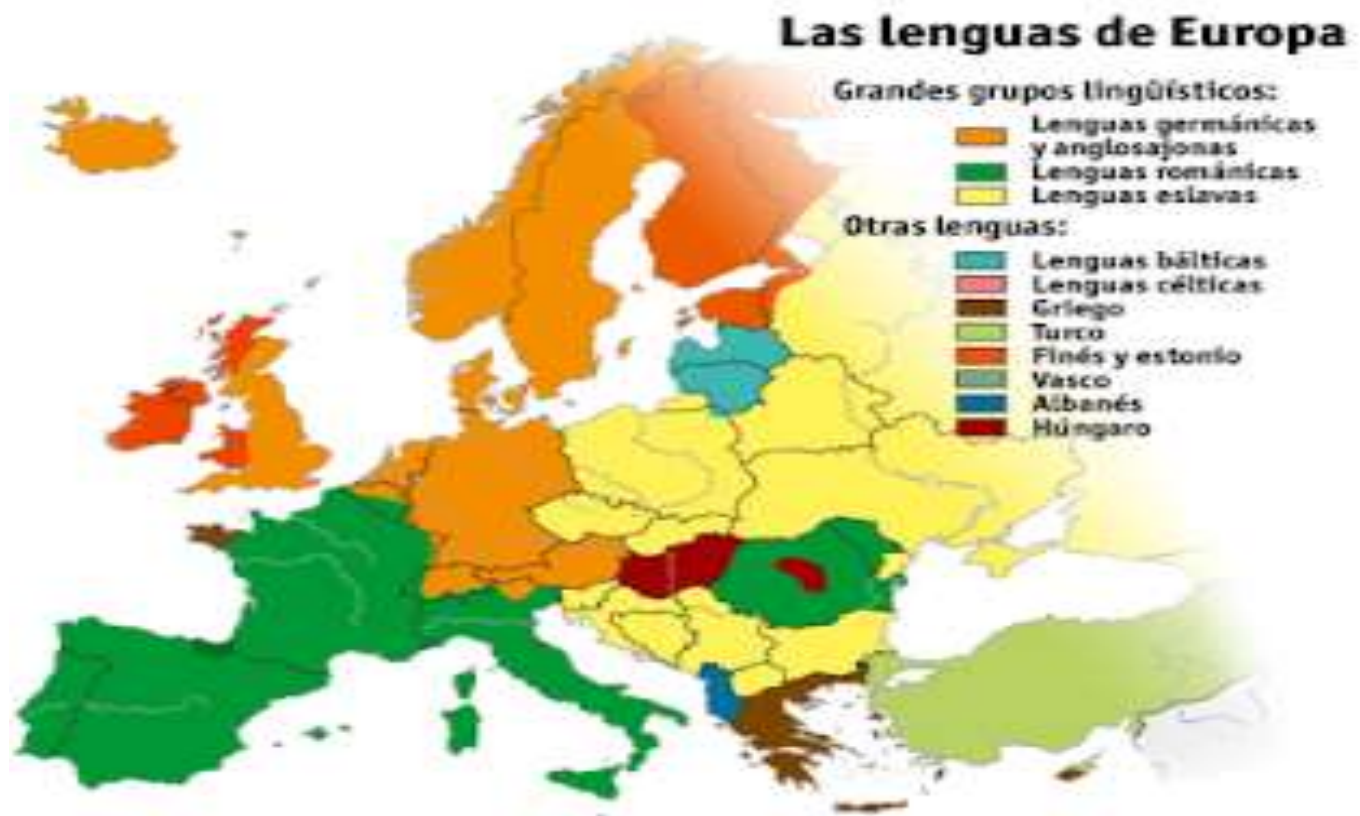 Las lenguas de Europa
Grandes grupos lingüísticos:
Lenguas germánicas
y anglosajonas
Lenguas románicas
Lenguas eslavas
Otras lenguas:
Lenguas bálticas
Lenguas célticas
Griego
Turco
Finés y estonio
Vasco
Albanés
Húngaro